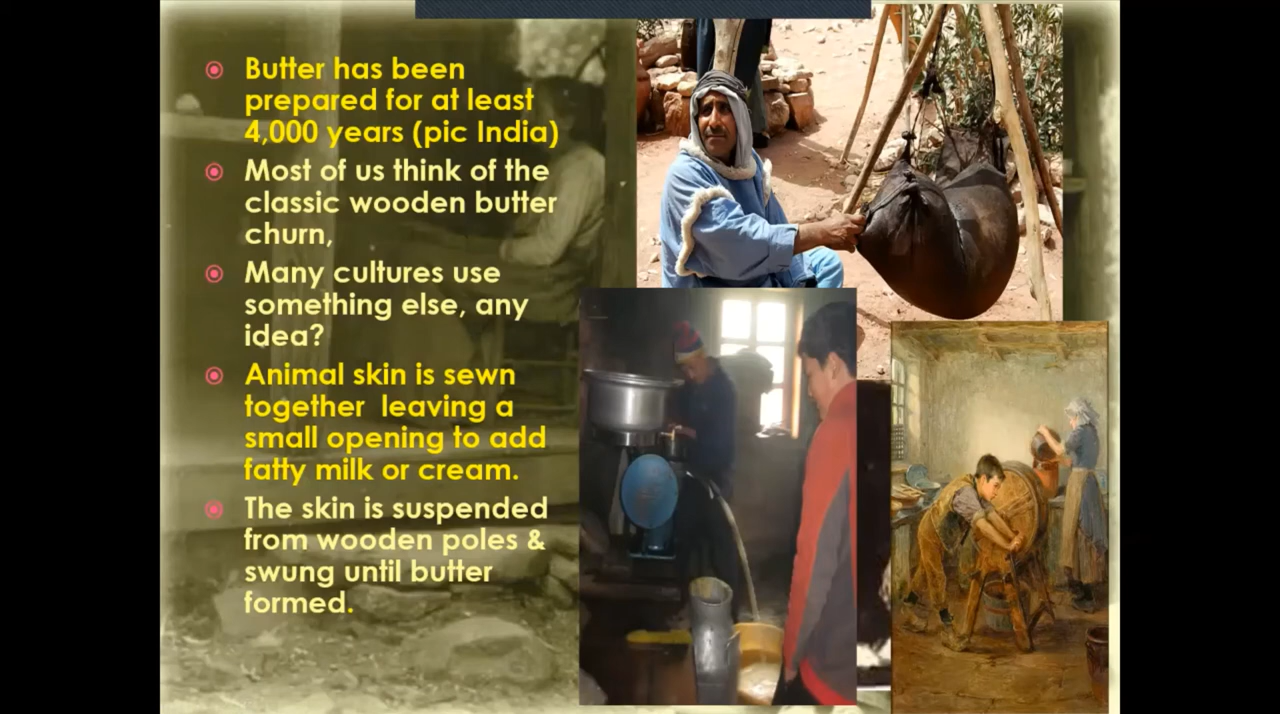 Butter has been
prepared for at least
4,000 years (pic India)
Most of us think of the
classic wooden butter
churn,
Many cultures use
something else, any
idea?
Animal skin is sewn
together leaving a
small opening to add
fatty milk or cream.
The skin is suspended
from wooden poles &
swung until butter
formed.